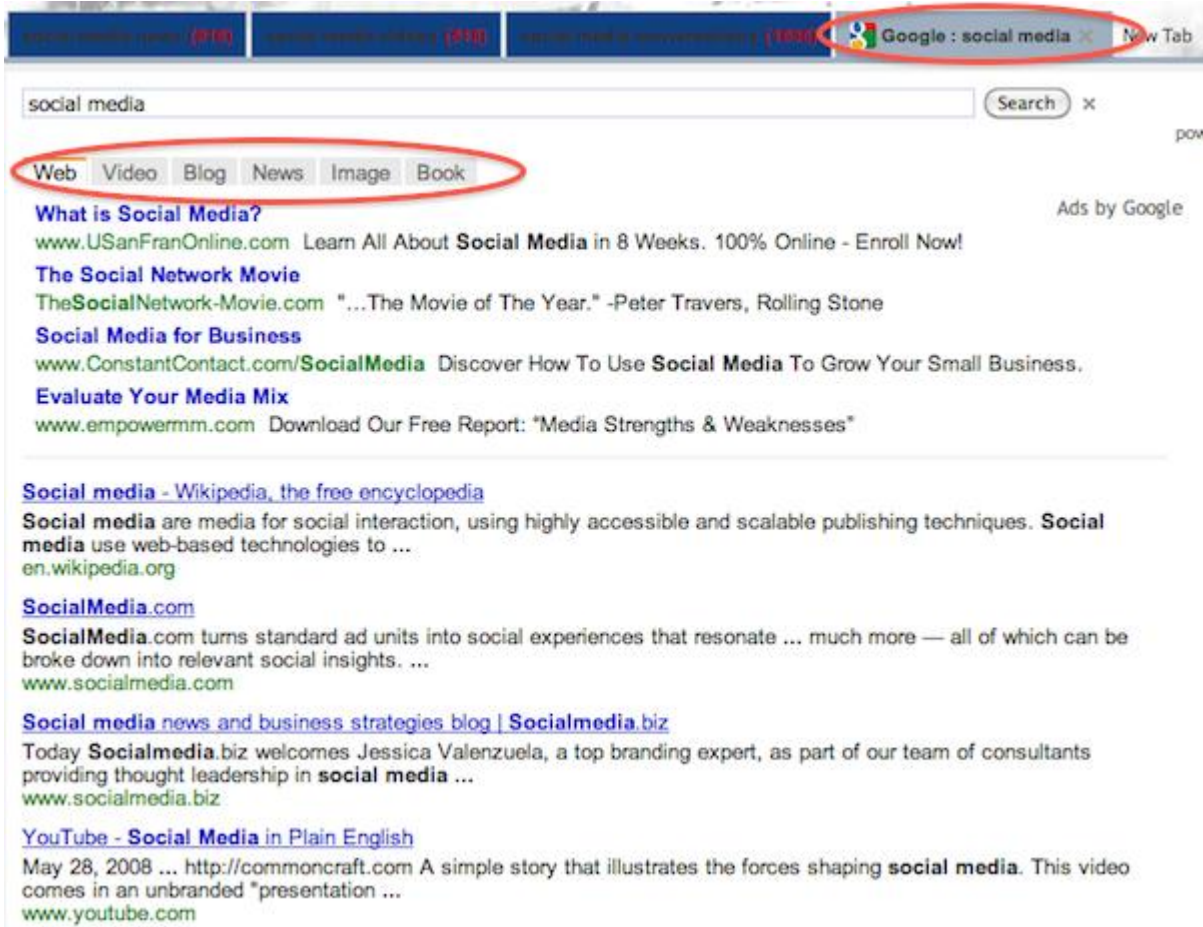 social media news
social media videos
social media conversations
Google : social media ×
New Tab
social media
Search ×
pow
Web Video Blog News Image Book
Ads by Google
What is Social Media?
www.USanFranOnline.com Learn All About Social Media in 8 Weeks. 100% Online - Enroll Now!
The Social Network Movie
TheSocialNetwork-Movie.com "...The Movie of The Year." -Peter Travers, Rolling Stone
Social Media for Business
www.ConstantContact.com/SocialMedia Discover How To Use Social Media To Grow Your Small Business.
Evaluate Your Media Mix
www.empowermm.com Download Our Free Report: "Media Strengths & Weaknesses"
Social media - Wikipedia, the free encyclopedia
Social media are media for social interaction, using highly accessible and scalable publishing techniques. Social
media use web-based technologies to ...
en.wikipedia.org
SocialMedia.com
SocialMedia.com turns standard ad units into social experiences that resonate ... much more — all of which can be
broke down into relevant social insights. ...
www.socialmedia.com
Social media news and business strategies blog | Socialmedia.biz
Today Socialmedia.biz welcomes Jessica Valenzuela, a top branding expert, as part of our team of consultants
providing thought leadership in social media ...
www.socialmedia.biz
YouTube - Social Media in Plain English
May 28, 2008 ... http://commoncraft.com A simple story that illustrates the forces shaping social media. This video
comes in an unbranded "presentation ...
www.youtube.com